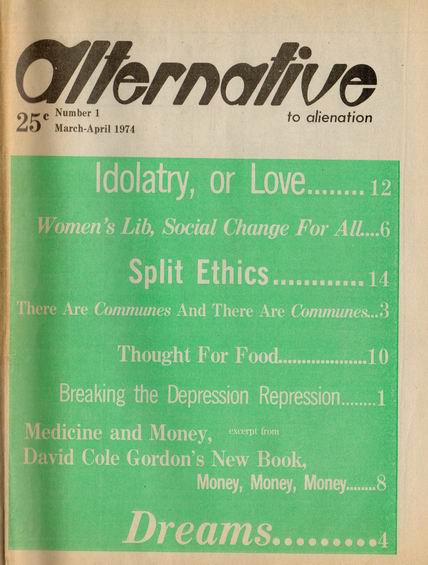 alternative
to alienation
25¢ Number 1
March-April 1974
Idolatry, or Love........12
Women's Lib, Social Change For All....6
Split Ethics............14
There Are Communes And There Are Communes...3
Thought For Food...................10
Breaking the Depression Repression........1
Medicine and Money, excerpt from
David Cole Gordon's New Book,
Money, Money, Money........8
Dreams.........4